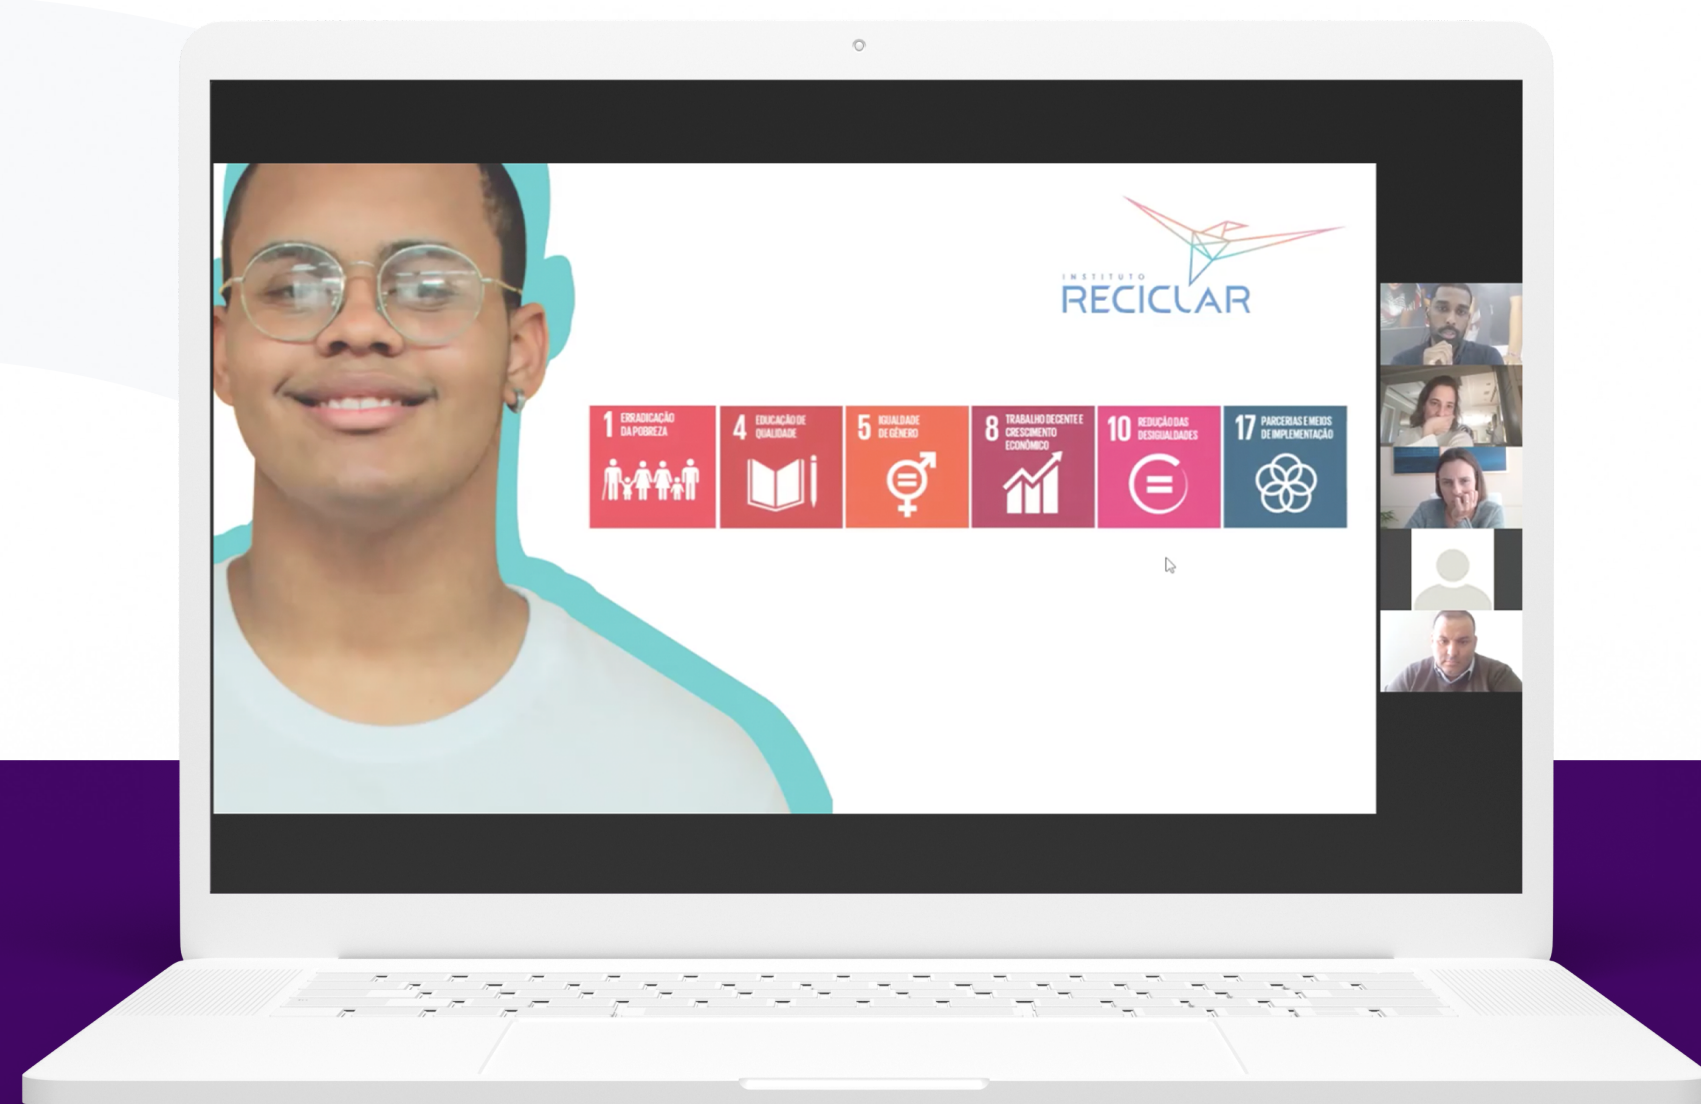 INSTITUTO
RECICLAR
1 ERRADICAÇÃO
DA POBREZA
4 EDUCAÇÃO DE
QUALIDADE
5 IGUALDADE
DE GÊNERO
8 TRABALHO DECENTE E
CRESCIMENTO
ECONÔMICO
10 REDUÇÃO DAS
DESIGUALDADES
17 PARCERIAS E MEIOS
DE IMPLEMENTAÇÃO